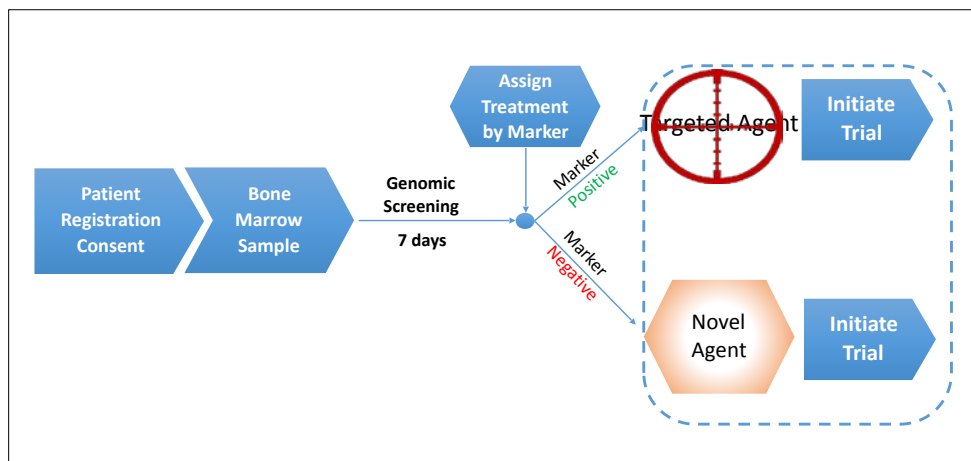 Patient
Registration
Consent
Bone
Marrow
Sample
Genomic
Screening
7 days
Assign
Treatment
by Marker
Marker
Positive
Marker
Negative
Targeted Agent
Initiate
Trial
Novel
Agent
Initiate
Trial